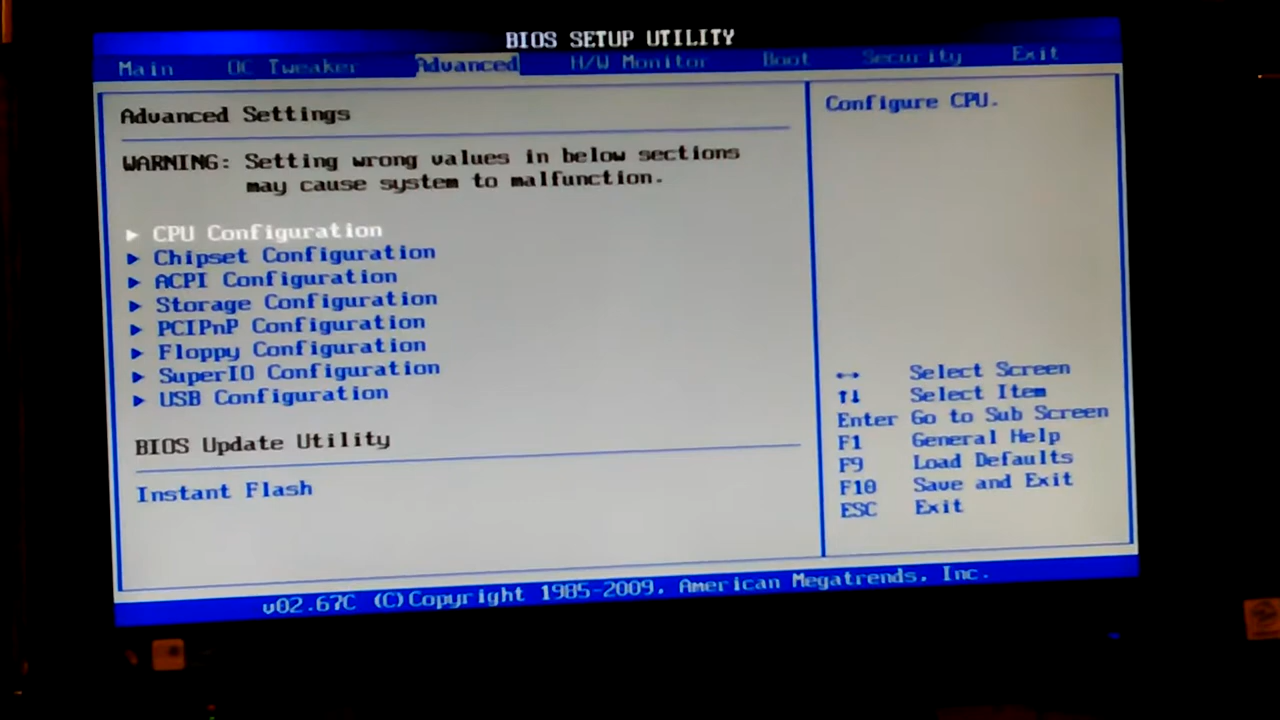 BIOS SETUP UTILITY
Main OC Tweaker Advanced H/W Monitor Boot Security Exit
Advanced Settings
WARNING: Setting wrong values in below sections
may cause system to malfunction.
► CPU Configuration
► Chipset Configuration
► ACPI Configuration
► Storage Configuration
► PCIPnP Configuration
► Floppy Configuration
► SuperIO Configuration
► USB Configuration
BIOS Update Utility
Instant Flash
Configure CPU.
↔ Select Screen
↑↓ Select Item
Enter Go to Sub Screen
F1 General Help
F9 Load Defaults
F10 Save and Exit
ESC Exit
v02.67C (C)Copyright 1985-2009, American Megatrends, Inc.